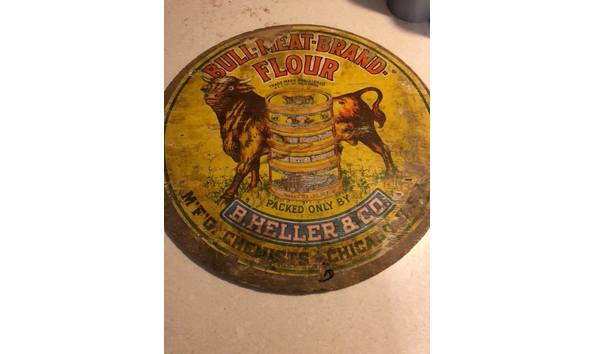 BULL-MEAT-BRAND-
FLOUR
PACKED ONLY BY
B. HELLER & CO.
M'F'G. CHEMISTS - CHICAGO